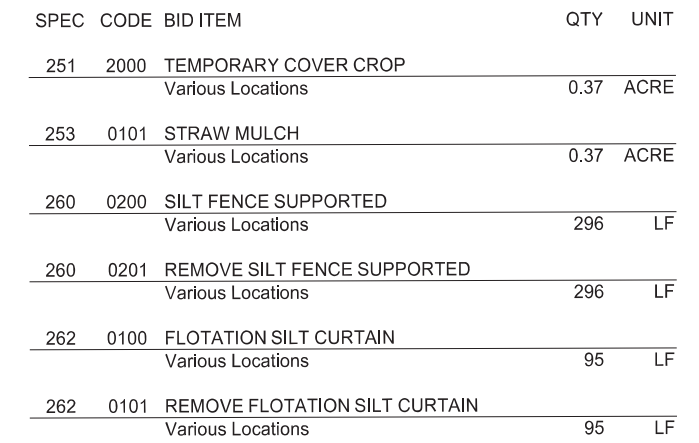 SPEC CODE BID ITEM QTY UNIT
251 2000 TEMPORARY COVER CROP
Various Locations 0.37 ACRE
253 0101 STRAW MULCH
Various Locations 0.37 ACRE
260 0200 SILT FENCE SUPPORTED
Various Locations 296 LF
260 0201 REMOVE SILT FENCE SUPPORTED
Various Locations 296 LF
262 0100 FLOTATION SILT CURTAIN
Various Locations 95 LF
262 0101 REMOVE FLOTATION SILT CURTAIN
Various Locations 95 LF